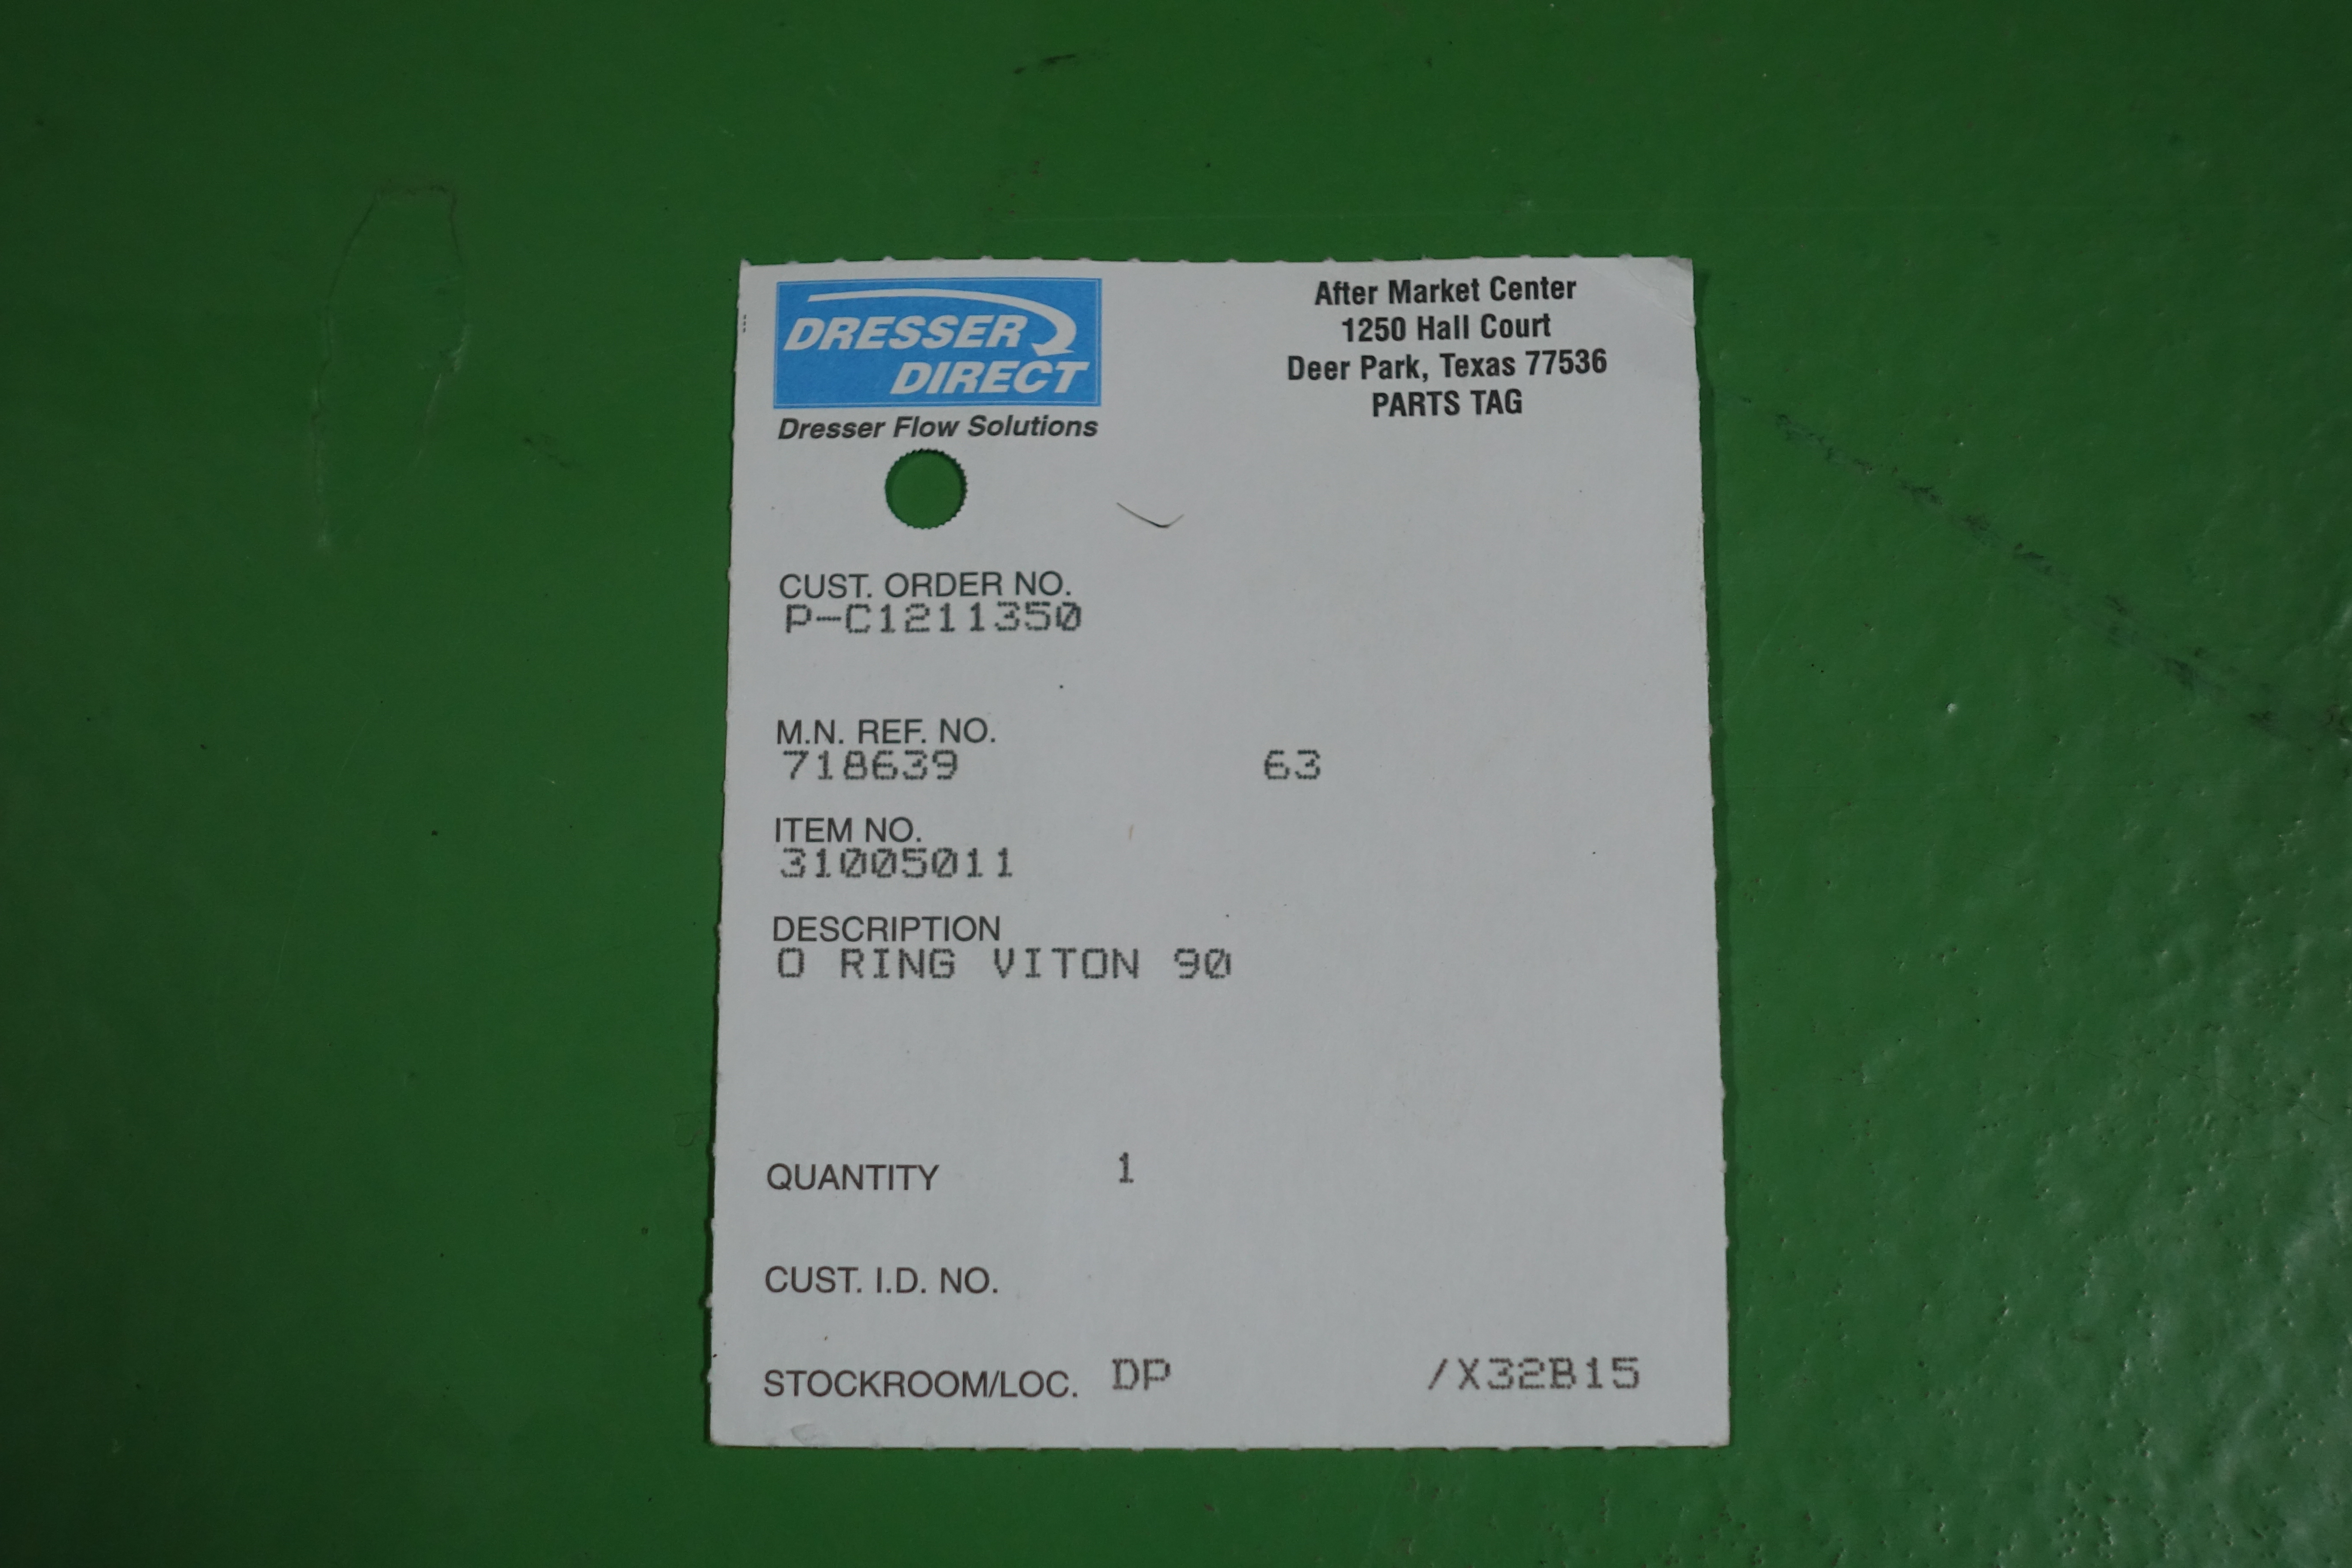 DRESSER
DIRECT
Dresser Flow Solutions
After Market Center
1250 Hall Court
Deer Park, Texas 77536
PARTS TAG
CUST. ORDER NO.
P-C1211350
M.N. REF. NO.
718639 63
ITEM NO.
31005011
DESCRIPTION
O RING VITON 90
QUANTITY 1
CUST. I.D. NO.
STOCKROOM/LOC. DP /X32B15